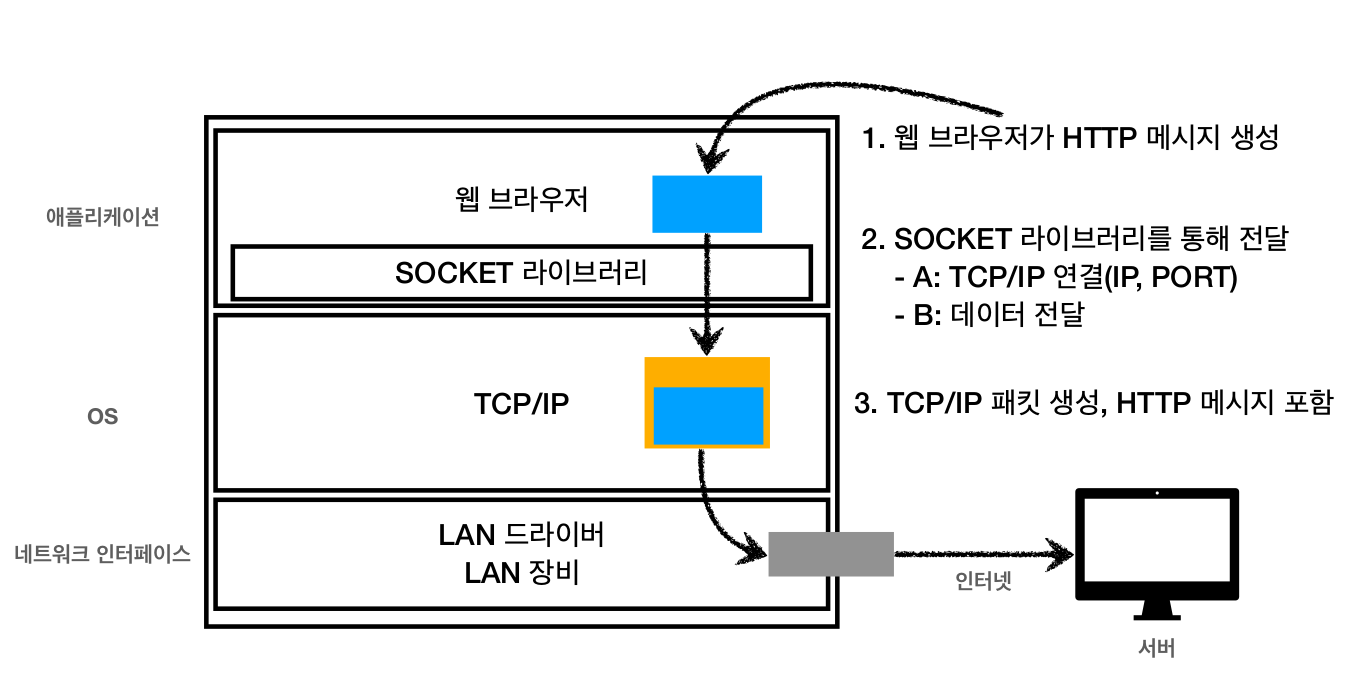 1. 웹 브라우저가 HTTP 메시지 생성
애플리케이션
웹 브라우저
SOCKET 라이브러리
2. SOCKET 라이브러리를 통해 전달
- A: TCP/IP 연결(IP, PORT)
- B: 데이터 전달
OS
TCP/IP
3. TCP/IP 패킷 생성, HTTP 메시지 포함
네트워크 인터페이스
LAN 드라이버
LAN 장비
인터넷
서버